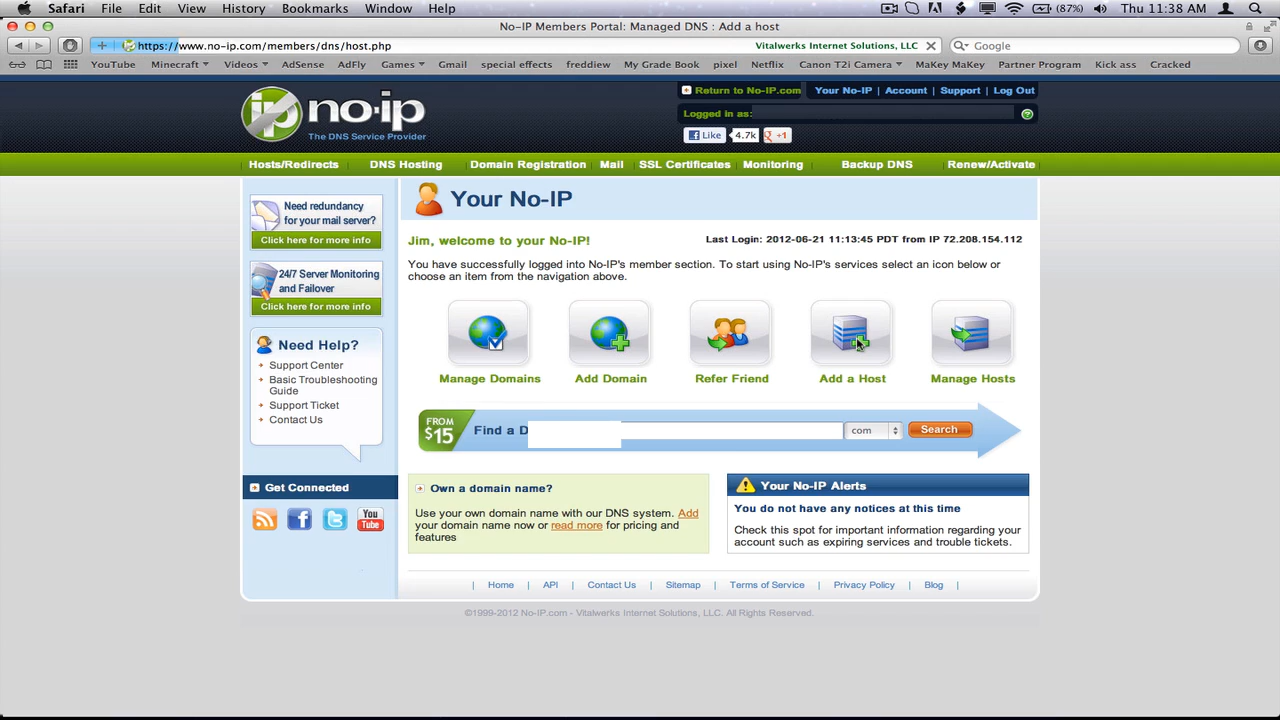 Safari File Edit View History Bookmarks Window Help (87%) Thu 11:38 AM
No-IP Members Portal: Managed DNS : Add a host
https://www.no-ip.com/members/dns/host.php Vitalwerks Internet Solutions, LLC Google
YouTube Minecraft Videos AdSense AdFly Games Gmail special effects freddiew My Grade Book pixel Netflix Canon T2i Camera MaKey MaKey Partner Program Kick ass Cracked
ip no-ip
The DNS Service Provider
Return to No-IP.com Your No-IP | Account | Support | Log Out
Logged in as: ?
Like 4.7k +1
Hosts/Redirects DNS Hosting Domain Registration Mail SSL Certificates Monitoring Backup DNS Renew/Activate
Need redundancy
for your mail server?
Click here for more info
24/7 Server Monitoring
and Failover
Click here for more info
Need Help?
Support Center
Basic Troubleshooting
Guide
Support Ticket
Contact Us
Get Connected
You
Tube
Your No-IP
Jim, welcome to your No-IP! Last Login: 2012-06-21 11:13:45 PDT from IP 72.208.154.112
You have successfully logged into No-IP's member section. To start using No-IP's services select an icon below or
choose an item from the navigation above.
Manage Domains Add Domain Refer Friend Add a Host Manage Hosts
FROM
$15
Find a D com Search
Own a domain name?
Use your own domain name with our DNS system. Add
your domain name now or read more for pricing and
features
Your No-IP Alerts
You do not have any notices at this time
Check this spot for important information regarding your
account such as expiring services and trouble tickets.
| Home | API | Contact Us | Sitemap | Terms of Service | Privacy Policy | Blog |
©1999-2012 No-IP.com - Vitalwerks Internet Solutions, LLC. All Rights Reserved.